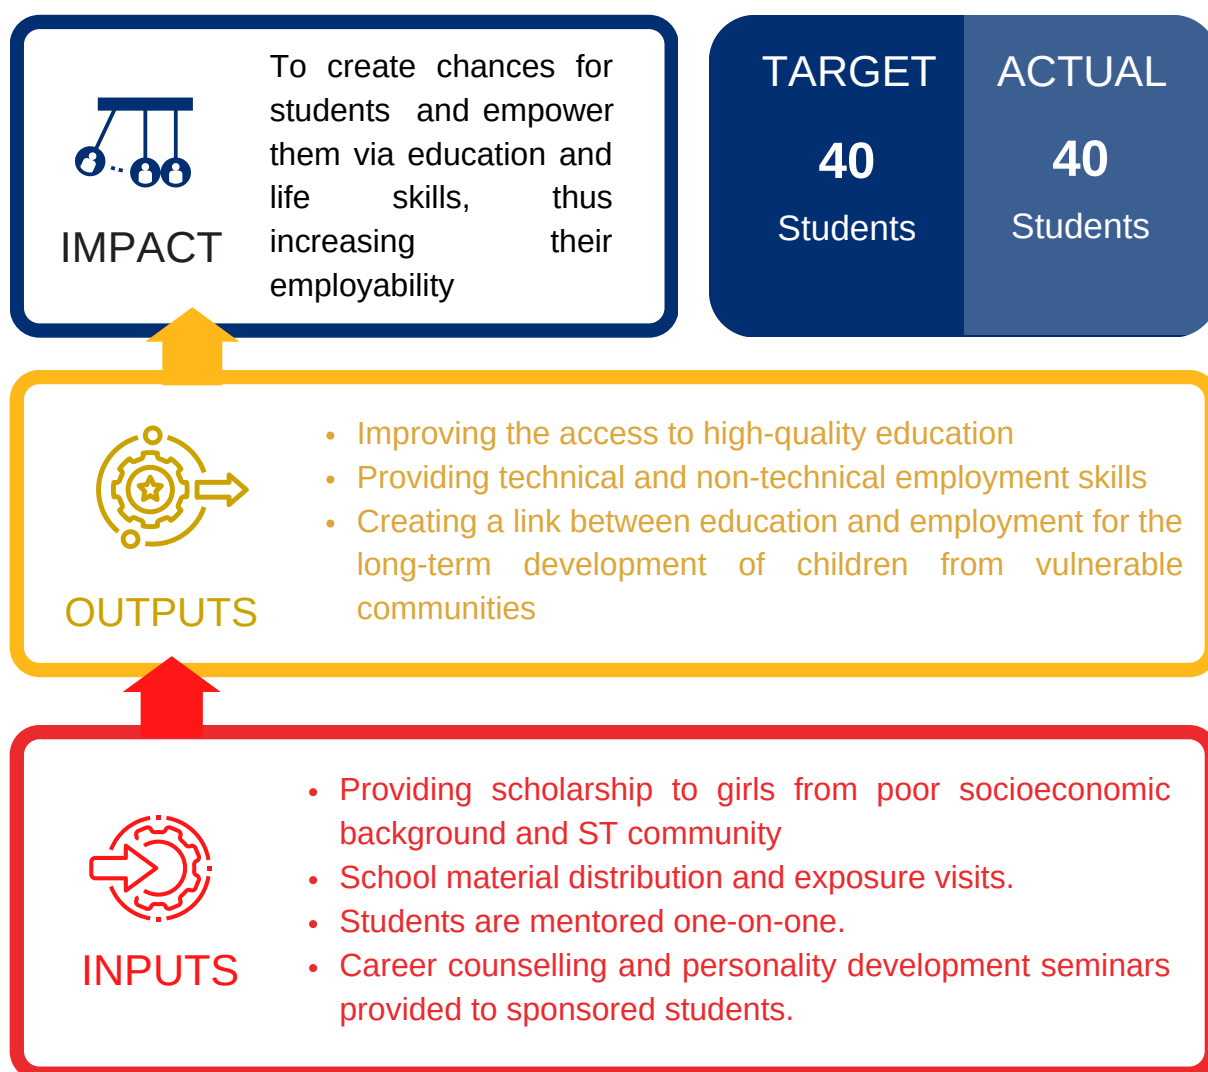 To create chances for
students and empower
them via education and
life skills, thus
increasing their
employability
IMPACT
TARGET
40
Students
ACTUAL
40
Students
• Improving the access to high-quality education
• Providing technical and non-technical employment skills
• Creating a link between education and employment for the
long-term development of children from vulnerable
communities
OUTPUTS
• Providing scholarship to girls from poor socioeconomic
background and ST community
• School material distribution and exposure visits.
• Students are mentored one-on-one.
• Career counselling and personality development seminars
provided to sponsored students.
INPUTS